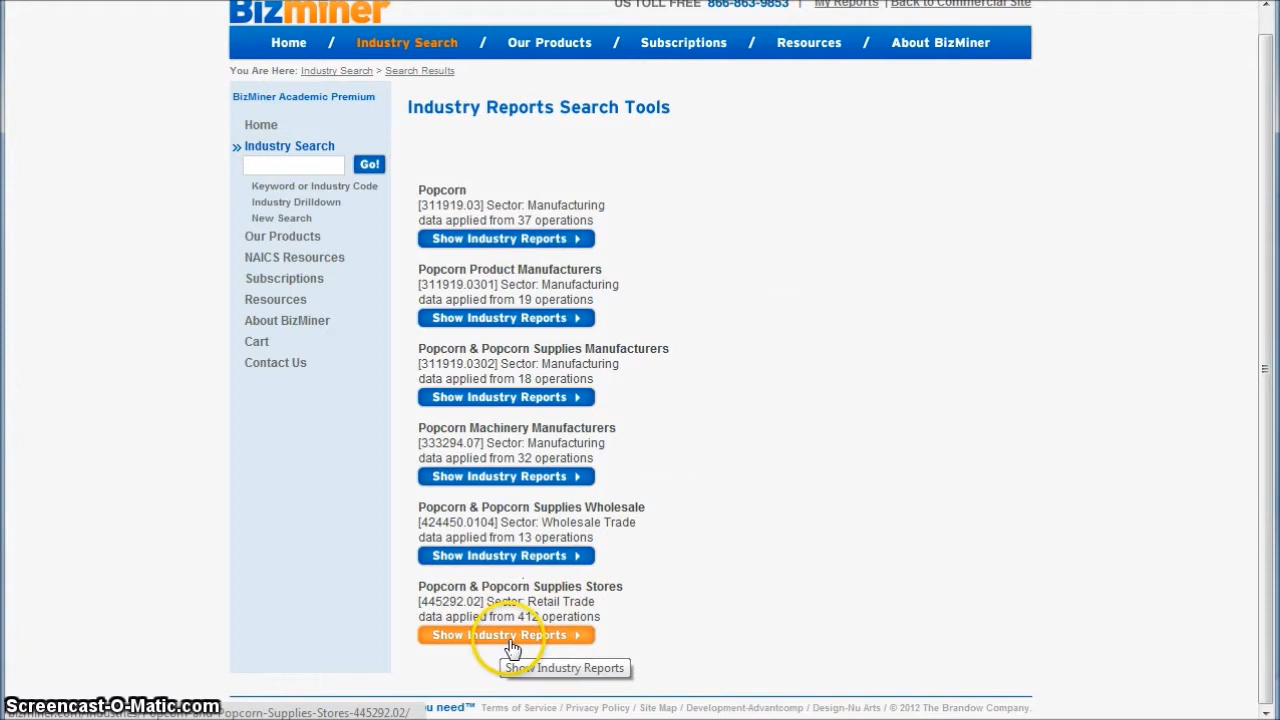 Bizminer
US TOLL FREE 866-863-9853 | My Reports | Back to Commercial Site
Home / Industry Search / Our Products / Subscriptions / Resources / About BizMiner
You Are Here: Industry Search > Search Results
BizMiner Academic Premium
Home
» Industry Search
Go!
Keyword or Industry Code
Industry Drilldown
New Search
Our Products
NAICS Resources
Subscriptions
Resources
About BizMiner
Cart
Contact Us
Industry Reports Search Tools
Popcorn
[311919.03] Sector: Manufacturing
data applied from 37 operations
Show Industry Reports
Popcorn Product Manufacturers
[311919.0301] Sector: Manufacturing
data applied from 19 operations
Show Industry Reports
Popcorn & Popcorn Supplies Manufacturers
[311919.0302] Sector: Manufacturing
data applied from 18 operations
Show Industry Reports
Popcorn Machinery Manufacturers
[333294.07] Sector: Manufacturing
data applied from 32 operations
Show Industry Reports
Popcorn & Popcorn Supplies Wholesale
[424450.0104] Sector: Wholesale Trade
data applied from 13 operations
Show Industry Reports
Popcorn & Popcorn Supplies Stores
[445292.02] Sector: Retail Trade
data applied from 412 operations
Show Industry Reports
Show Industry Reports
you need™ Terms of Service / Privacy Policy / Site Map / Development-Advantcomp / Design-Nu Arts / © 2012 The Brandow Company.
Screencast-O-Matic.com